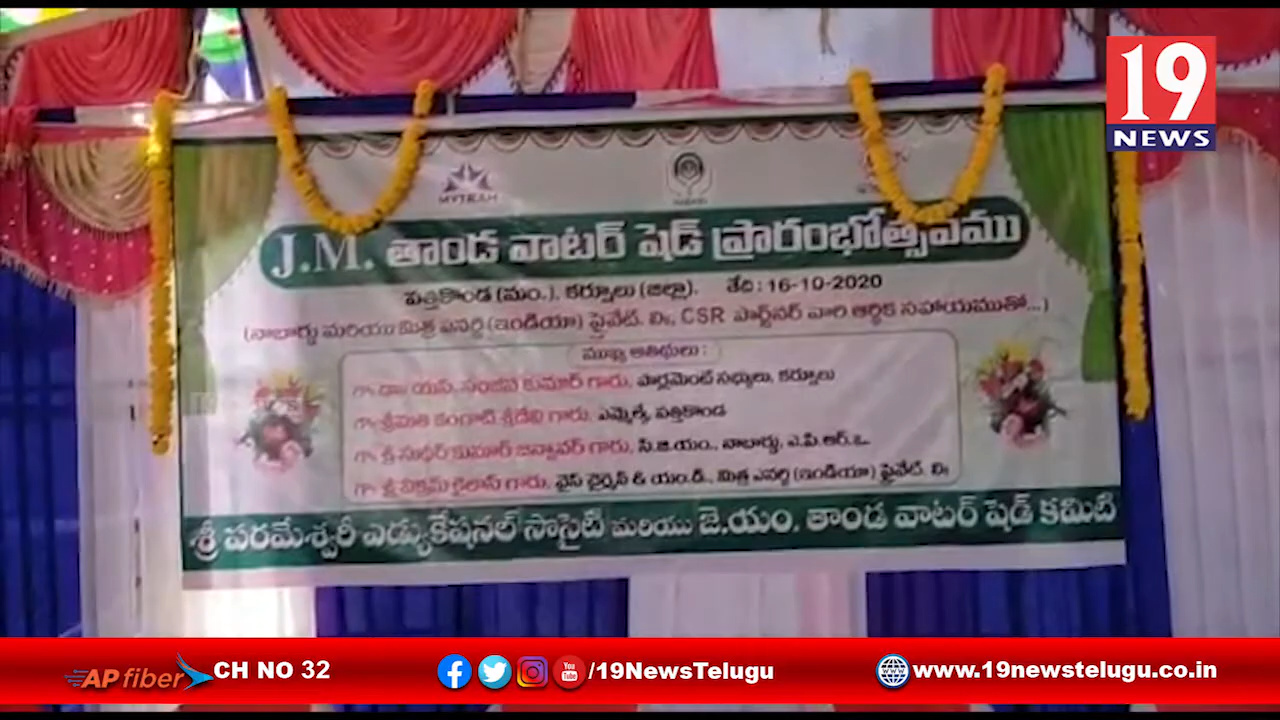 19
NEWS
MYTRAH
J.M. తాండ వాటర్ షెడ్ ప్రారంభోత్సవము
పత్తికొండ (మం.), కర్నూలు (జిల్లా). తేది : 16-10-2020
(నాబార్డు మరియు మిత్ర ఎనర్జి (ఇండియా) ప్రైవేట్. లి., CSR పార్ట్‌నర్ వారి ఆర్థిక సహాయముతో...)
ముఖ్య అతిథులు :
గౌ డా. యస్. సంజీవ కుమార్ గారు, పార్లమెంట్ సభ్యులు, కర్నూలు
గౌ శ్రీమతి కంగాటి శ్రీదేవి గారు, ఎమ్మెల్యే, పత్తికొండ
గౌ శ్రీ సుధీర్ కుమార్ జన్నావర్ గారు, సి.జి.యం., నాబార్డు, ఎ.పి.ఆర్.ఒ.
గౌ శ్రీ విక్రమ్ కైలాస్ గారు, వైస్ చైర్మెన్ & యం.డి., మిత్ర ఎనర్జి (ఇండియా) ప్రైవేట్. లి.
శ్రీ పరమేశ్వరీ ఎడ్యుకేషనల్ సొసైటీ మరియు జె.యం. తాండ వాటర్ షెడ్ కమిటి
AP fiber CH NO 32 /19NewsTelugu www.19newstelugu.co.in